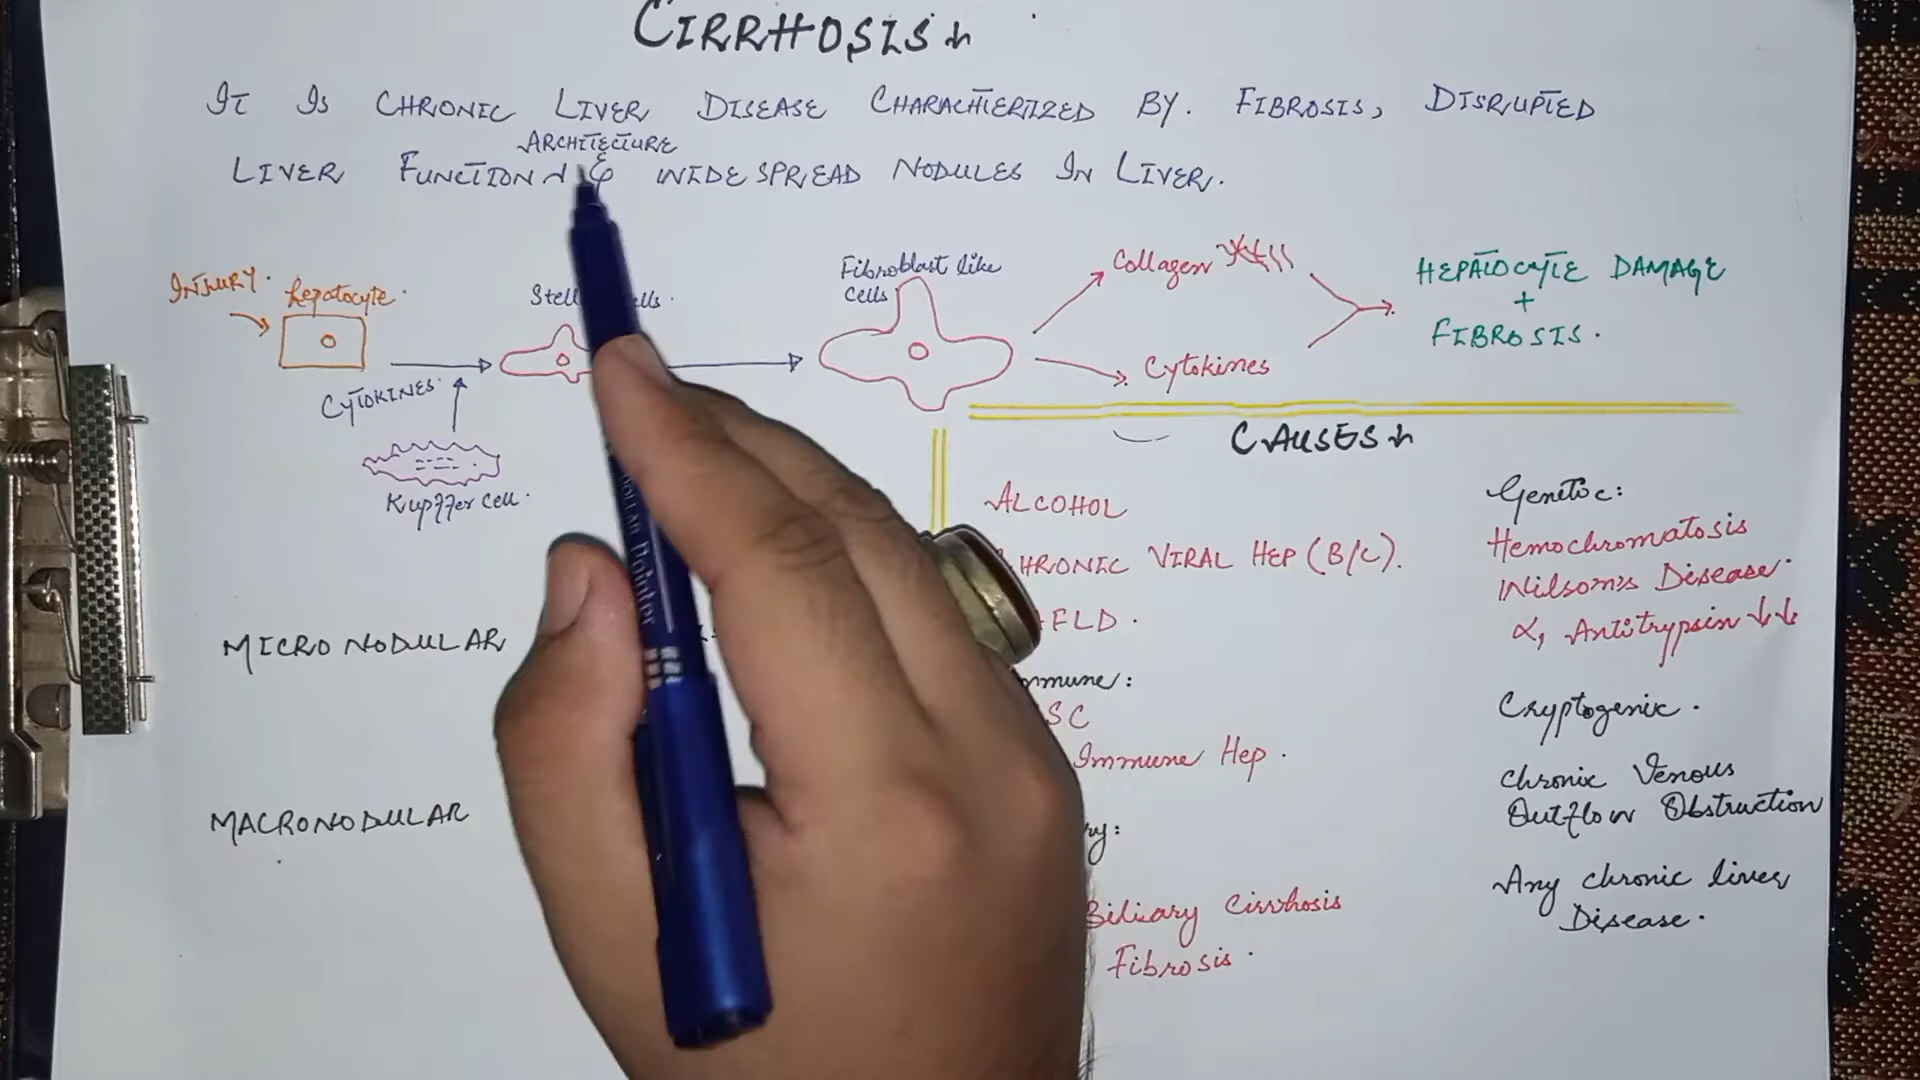 CIRRHOSIS
IT IS CHRONIC LIVER DISEASE CHARACTERIZED BY. FIBROSIS, DISRUPTED
ARCHITECTURE
LIVER FUNCTION & WIDESPREAD NODULES IN LIVER.
INJURY.
hepatocyte.
Fibroblast like
cells
Collagen
HEPATOCYTE DAMAGE
+
FIBROSIS.
CYTOKINES
Cytokines
Kupffer cell.
CAUSES
ALCOHOL
VIRAL HEP (B/C).
MICRONODULAR
Immune Hep.
MACRONODULAR
Biliary Cirrhosis
Fibrosis.
Genetic:
Hemochromatosis
Wilson's Disease.
α, Antitrypsin ↓↓
Cryptogenic.
Chronic Venous
Outflow Obstruction
Any chronic liver
Disease.